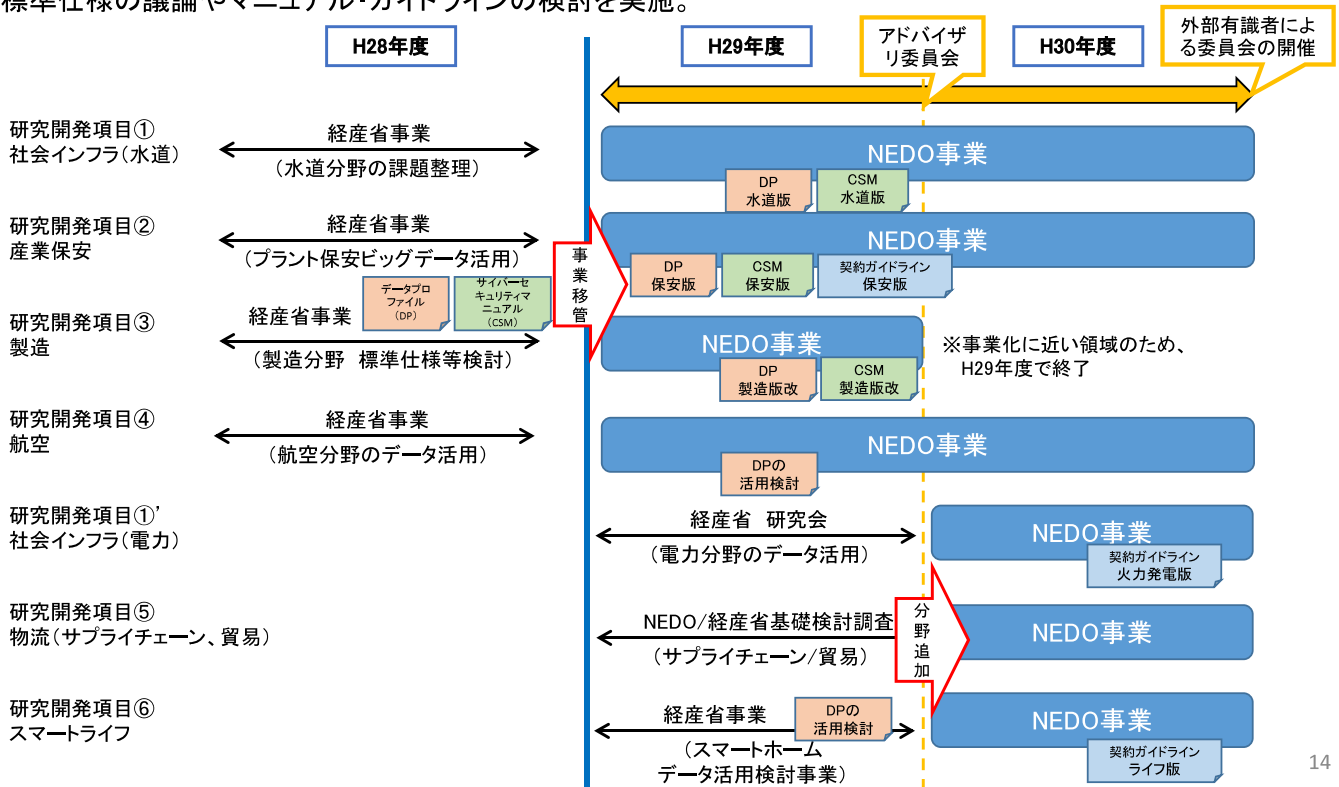 標準仕様の議論やマニュアル・ガイドラインの検討を実施。
H28年度
H29年度
アドバイザ
リ委員会
H30年度
外部有識者によ
る委員会の開催
研究開発項目①
社会インフラ(水道)
経産省事業
(水道分野の課題整理)
NEDO事業
DP
水道版
CSM
水道版
研究開発項目②
産業保安
経産省事業
(プラント保安ビッグデータ活用)
事業移管
NEDO事業
DP
保安版
CSM
保安版
契約ガイドライン
保安版
データプロ
ファイル
(DP)
サイバーセ
キュリティマ
ニュアル
(CSM)
研究開発項目③
製造
経産省事業
(製造分野 標準仕様等検討)
NEDO事業
DP
製造版改
CSM
製造版改
※事業化に近い領域のため、
H29年度で終了
研究開発項目④
航空
経産省事業
(航空分野のデータ活用)
NEDO事業
DPの
活用検討
研究開発項目①’
社会インフラ(電力)
経産省 研究会
(電力分野のデータ活用)
NEDO事業
契約ガイドライン
火力発電版
研究開発項目⑤
物流(サプライチェーン、貿易)
NEDO/経産省基礎検討調査
(サプライチェーン/貿易)
分野追加
NEDO事業
研究開発項目⑥
スマートライフ
経産省事業
DPの
活用検討
(スマートホーム
データ活用検討事業)
NEDO事業
契約ガイドライン
ライフ版
14